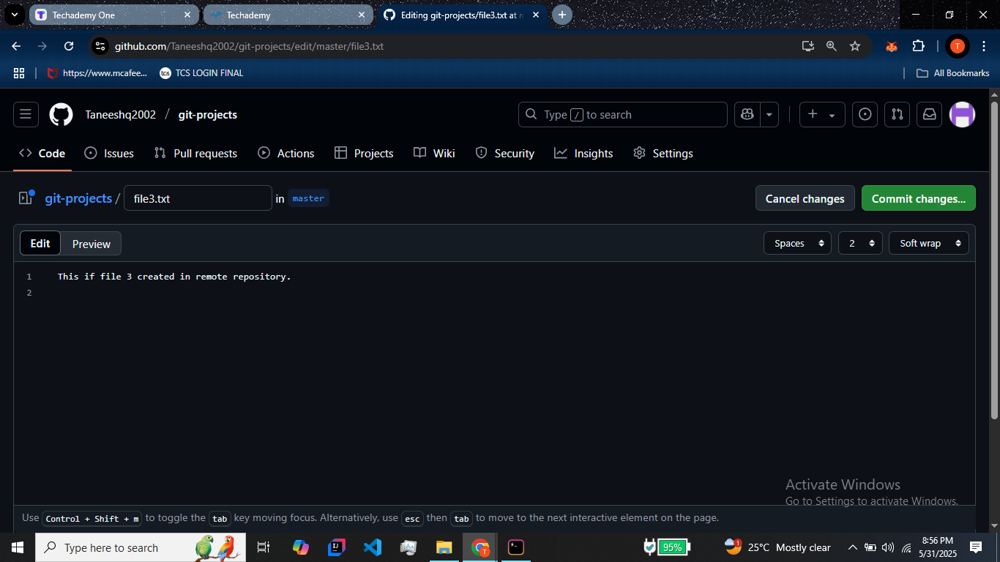 Techademy One
Techademy
Editing git-projects/file3.txt at m
github.com/Taneeshq2002/git-projects/edit/master/file3.txt
T
https://www.mcafee...
tcs TCS LOGIN FINAL
All Bookmarks
Taneeshq2002 / git-projects
Type / to search
Code
Issues
Pull requests
Actions
Projects
Wiki
Security
Insights
Settings
git-projects / file3.txt in master
Cancel changes
Commit changes...
Edit
Preview
Spaces
2
Soft wrap
1 This if file 3 created in remote repository.
2
Activate Windows
Go to Settings to activate Windows.
Use Control + Shift + m to toggle the tab key moving focus. Alternatively, use esc then tab to move to the next interactive element on the page.
Type here to search
T
95%
1
25°C Mostly clear
8:56 PM
5/31/2025